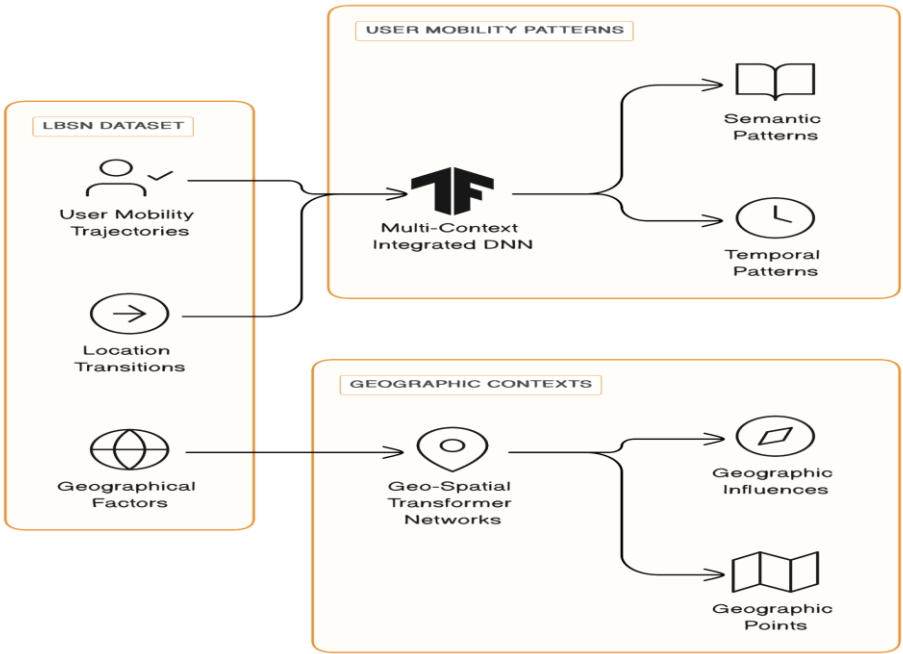 USER MOBILITY PATTERNS
LBSN DATASET
User Mobility
Trajectories
Location
Transitions
Geographical
Factors
Multi-Context
Integrated DNN
Semantic
Patterns
Temporal
Patterns
GEOGRAPHIC CONTEXTS
Geo-Spatial
Transformer
Networks
Geographic
Influences
Geographic
Points